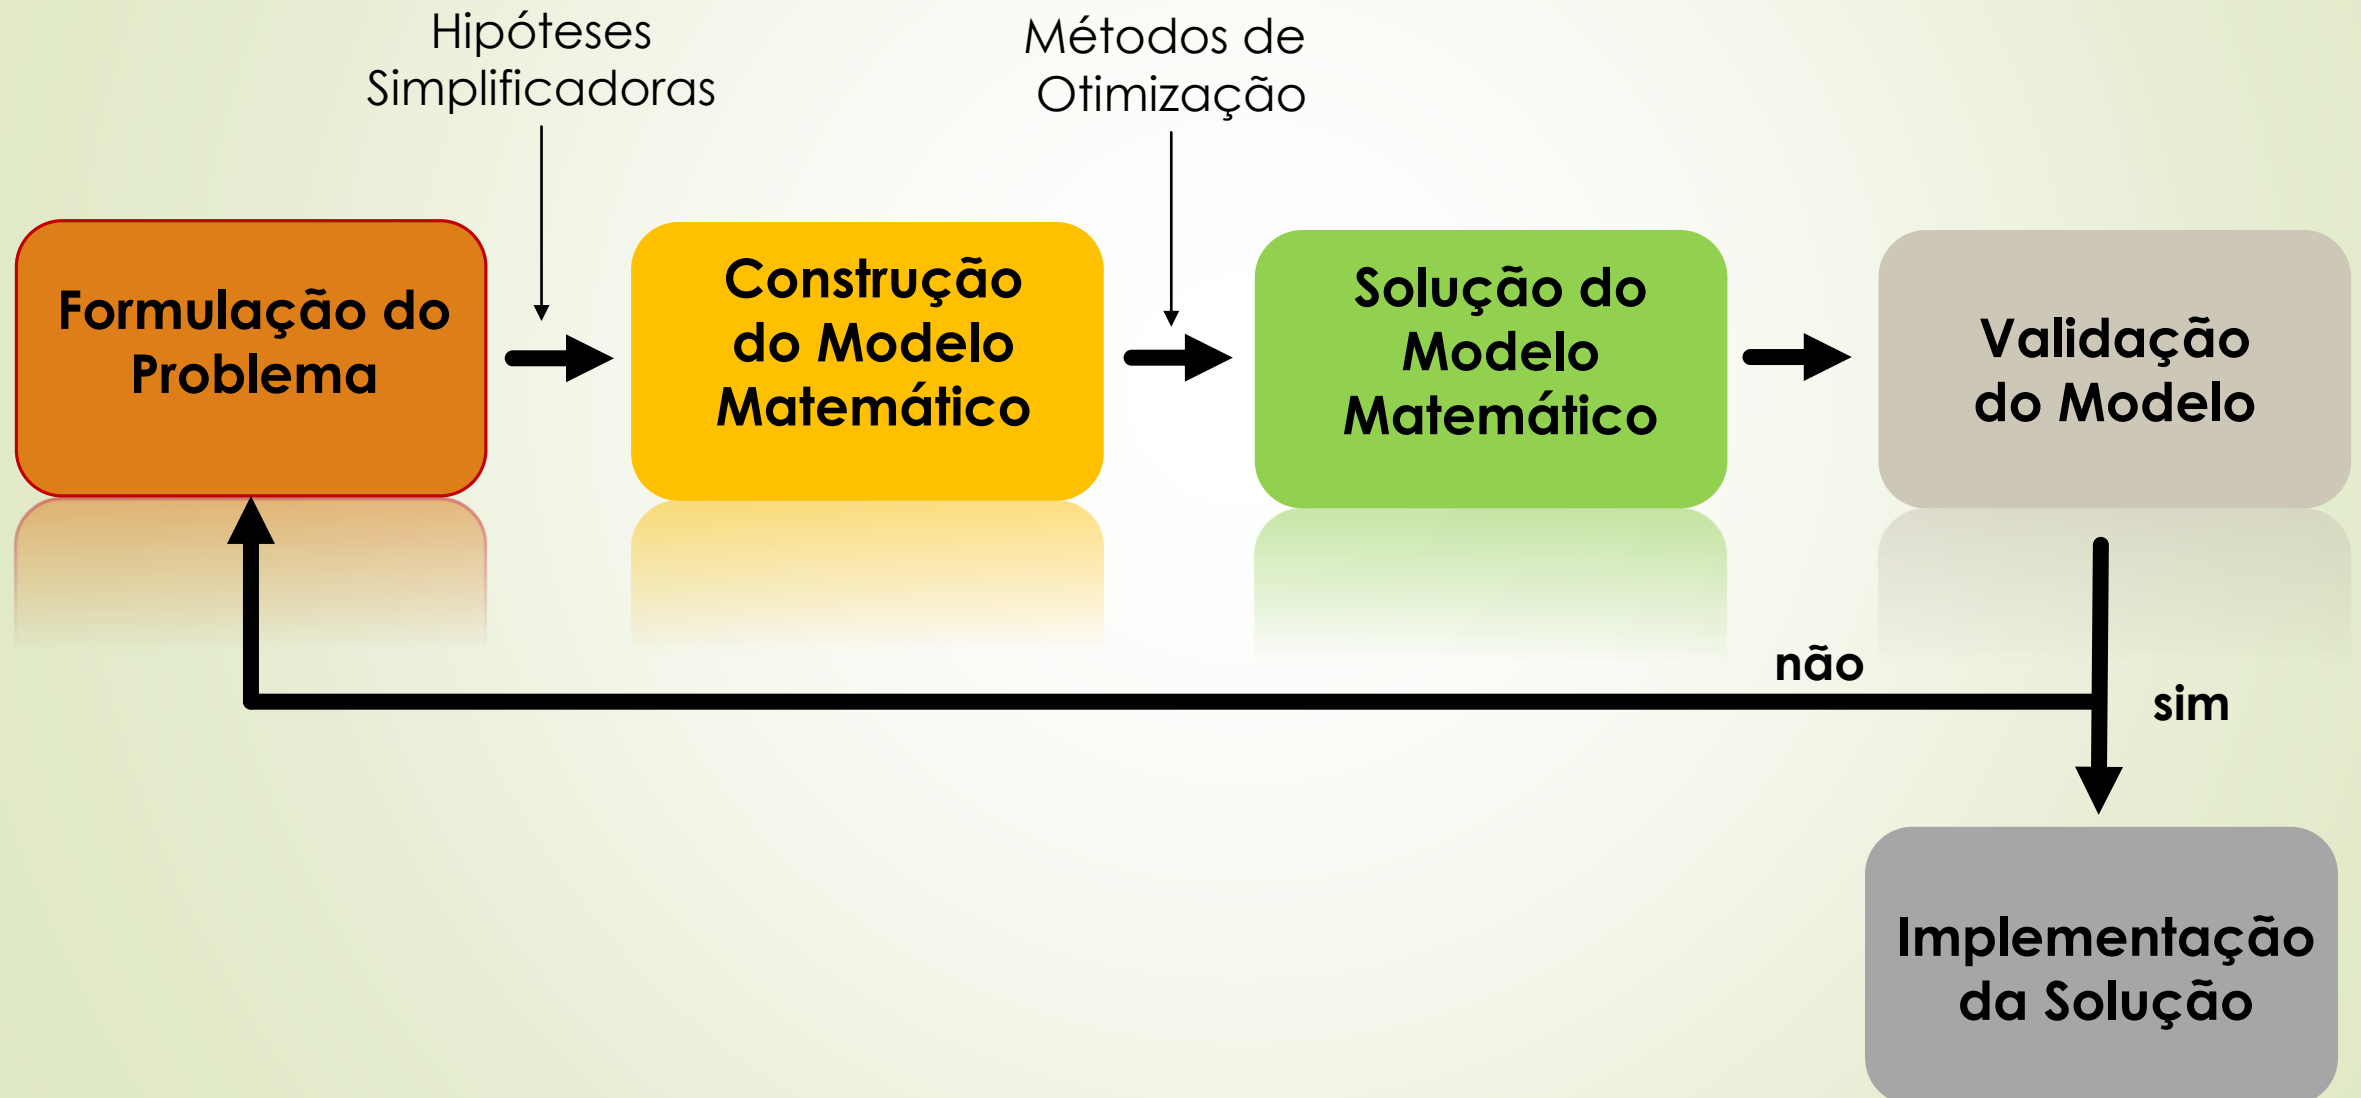 Hipóteses
Simplificadoras
Métodos de
Otimização
Formulação do
Problema
Construção
do Modelo
Matemático
Solução do
Modelo
Matemático
Validação
do Modelo
não
sim
Implementação
da Solução